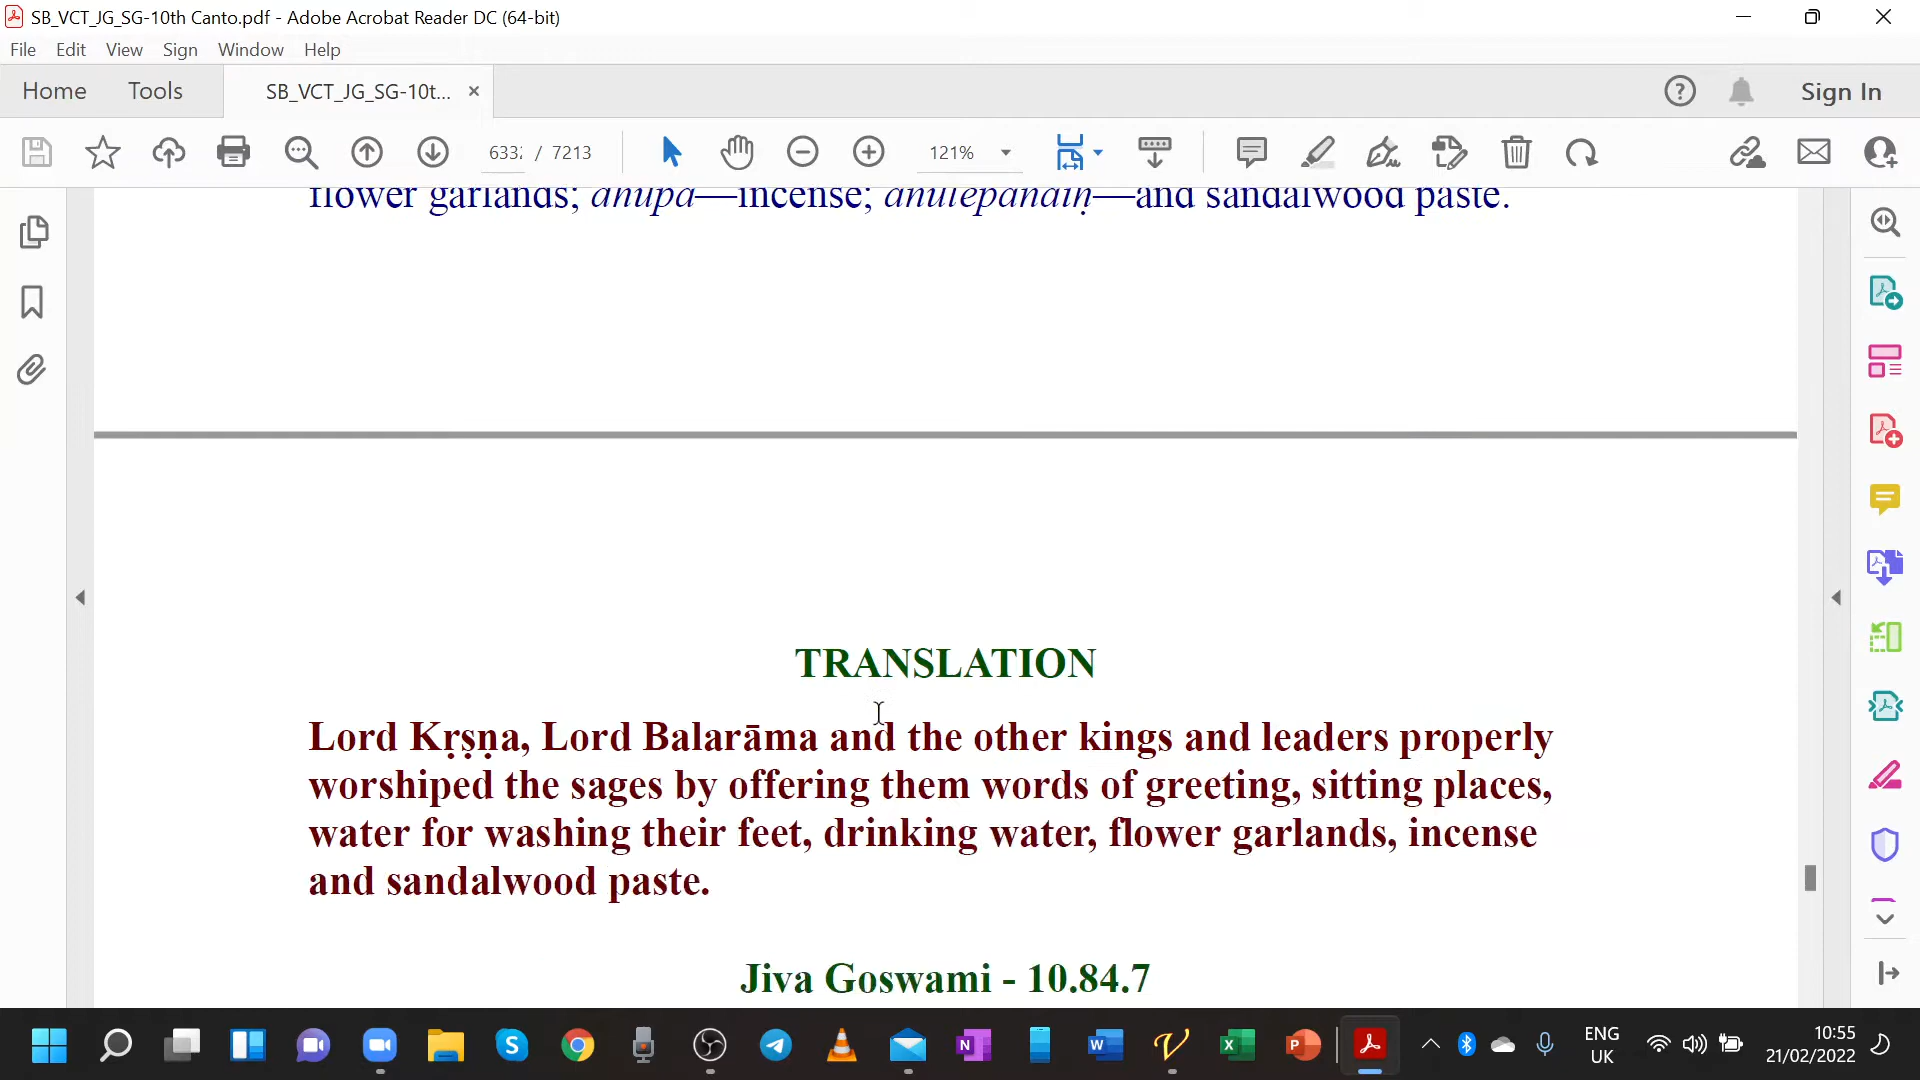 SB_VCT_JG_SG-10th Canto.pdf - Adobe Acrobat Reader DC (64-bit)
File Edit View Sign Window Help
Home Tools SB_VCT_JG_SG-10t... × Sign In
6332 / 7213 121%
flower garlands; dhūpa—incense; anulepanaiḥ—and sandalwood paste.
TRANSLATION
Lord Kṛṣṇa, Lord Balarāma and the other kings and leaders properly
worshiped the sages by offering them words of greeting, sitting places,
water for washing their feet, drinking water, flower garlands, incense
and sandalwood paste.
Jiva Goswami - 10.84.7
ENG
UK
10:55
21/02/2022